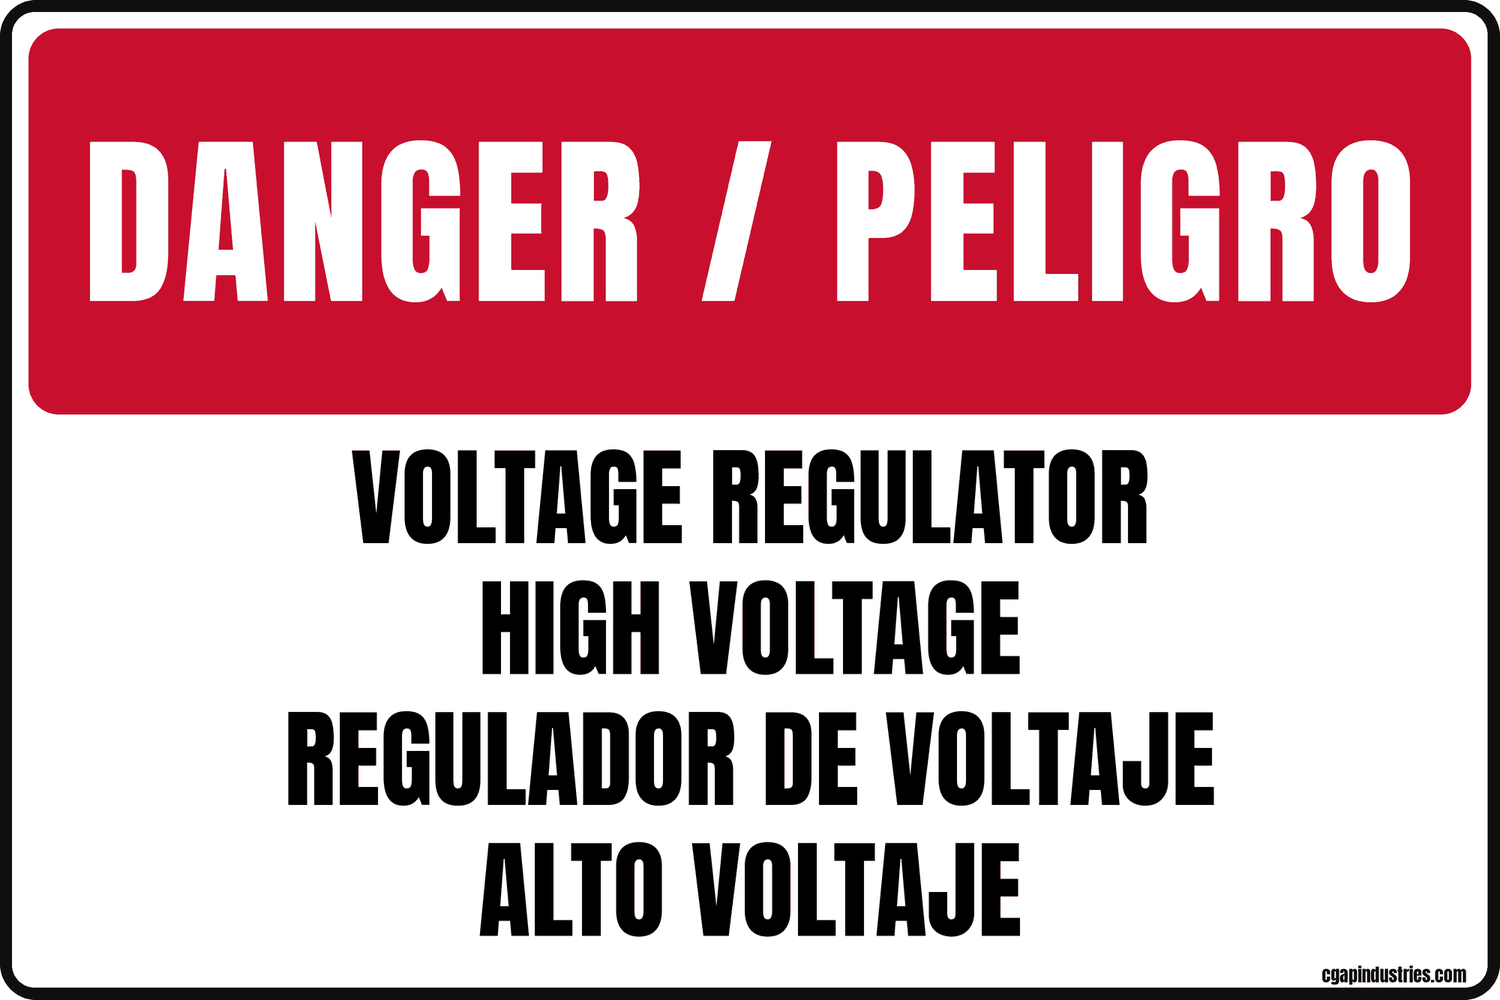 DANGER / PELIGRO
VOLTAGE REGULATOR
HIGH VOLTAGE
REGULADOR DE VOLTAJE
ALTO VOLTAJE
cgapindustries.com